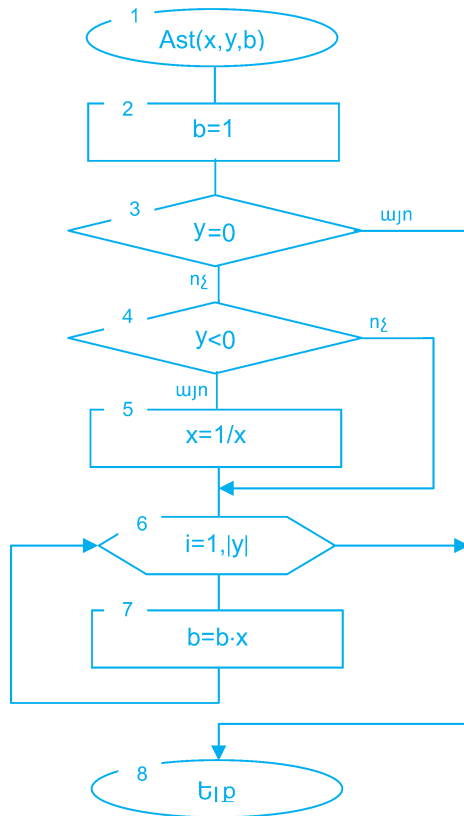 1
Ast(x,y,b)
2
b=1
3
y=0
այո
ոչ
4
y<0
ոչ
այո
5
x=1/x
6
i=1,|y|
7
b=b·x
8
Ելք